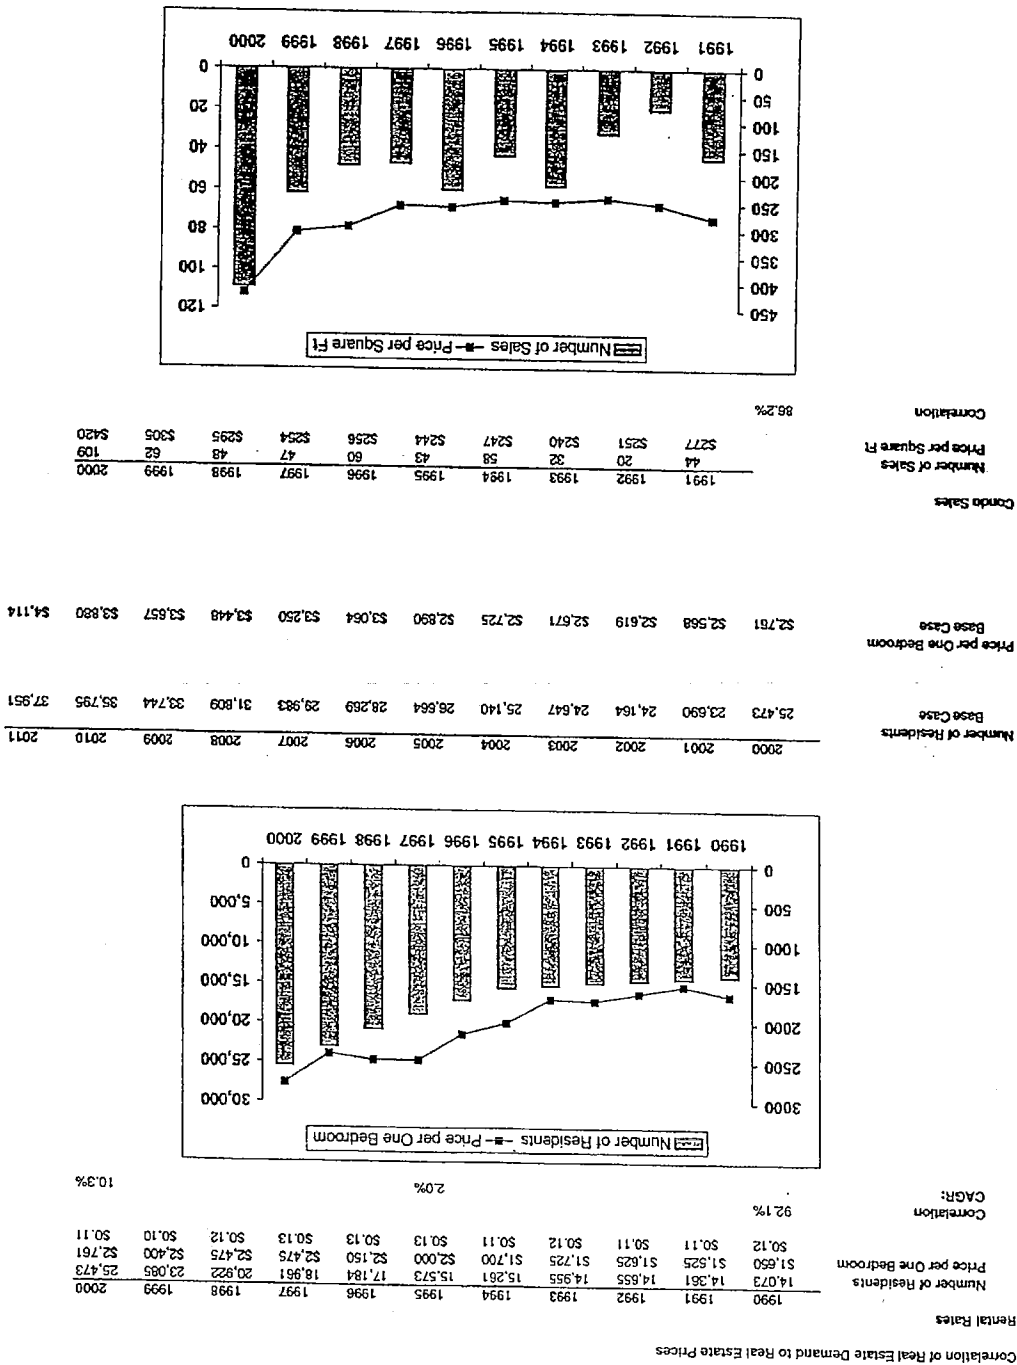 Correlation of Real Estate Demand to Real Estate Prices
Rental Rates
1990 1991 1992 1993 1994 1995 1996 1997 1998 1999 2000
Number of Residents 14,073 14,361 14,655 14,955 15,261 15,573 17,184 18,961 20,922 23,085 25,473
Price per One Bedroom $1,650 $1,525 $1,625 $1,725 $1,700 $2,000 $2,150 $2,475 $2,475 $2,400 $2,761
$0.12 $0.11 $0.11 $0.12 $0.11 $0.13 $0.13 $0.13 $0.12 $0.10 $0.11
Correlation 92.1%
CAGR: 2.0% 10.3%
Number of Residents Price per One Bedroom
3000 30,000
2500 25,000
2000 20,000
1500 15,000
1000 10,000
500 5,000
0 0
1990 1991 1992 1993 1994 1995 1996 1997 1998 1999 2000
2000 2001 2002 2003 2004 2005 2006 2007 2008 2009 2010 2011
Number of Residents
Base Case 25,473 23,690 24,164 24,647 25,140 26,664 28,269 29,983 31,809 33,744 35,795 37,951
Price per One Bedroom
Base Case $2,761 $2,568 $2,619 $2,671 $2,725 $2,890 $3,064 $3,250 $3,448 $3,657 $3,880 $4,114
Condo Sales
1991 1992 1993 1994 1995 1996 1997 1998 1999 2000
Number of Sales 44 20 32 58 43 60 47 48 62 109
Price per Square Ft $277 $251 $240 $247 $244 $256 $254 $295 $305 $420
Correlation 86.2%
Number of Sales Price per Square Ft
450 120
400 100
350 80
300 60
250 40
200 20
150 0
100
50
0
1991 1992 1993 1994 1995 1996 1997 1998 1999 2000